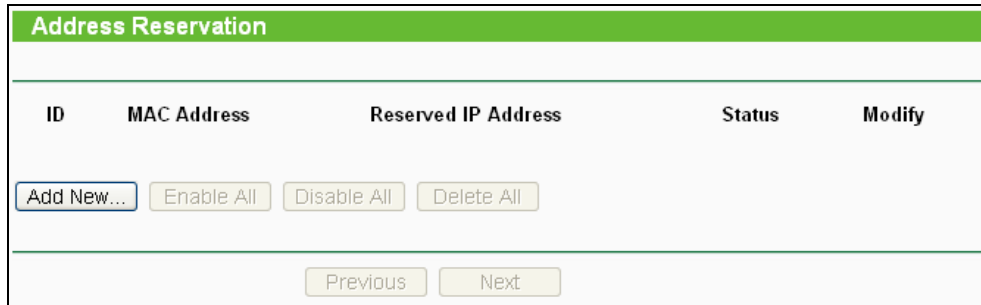 Address Reservation
ID MAC Address Reserved IP Address Status Modify
Add New... Enable All Disable All Delete All
Previous Next